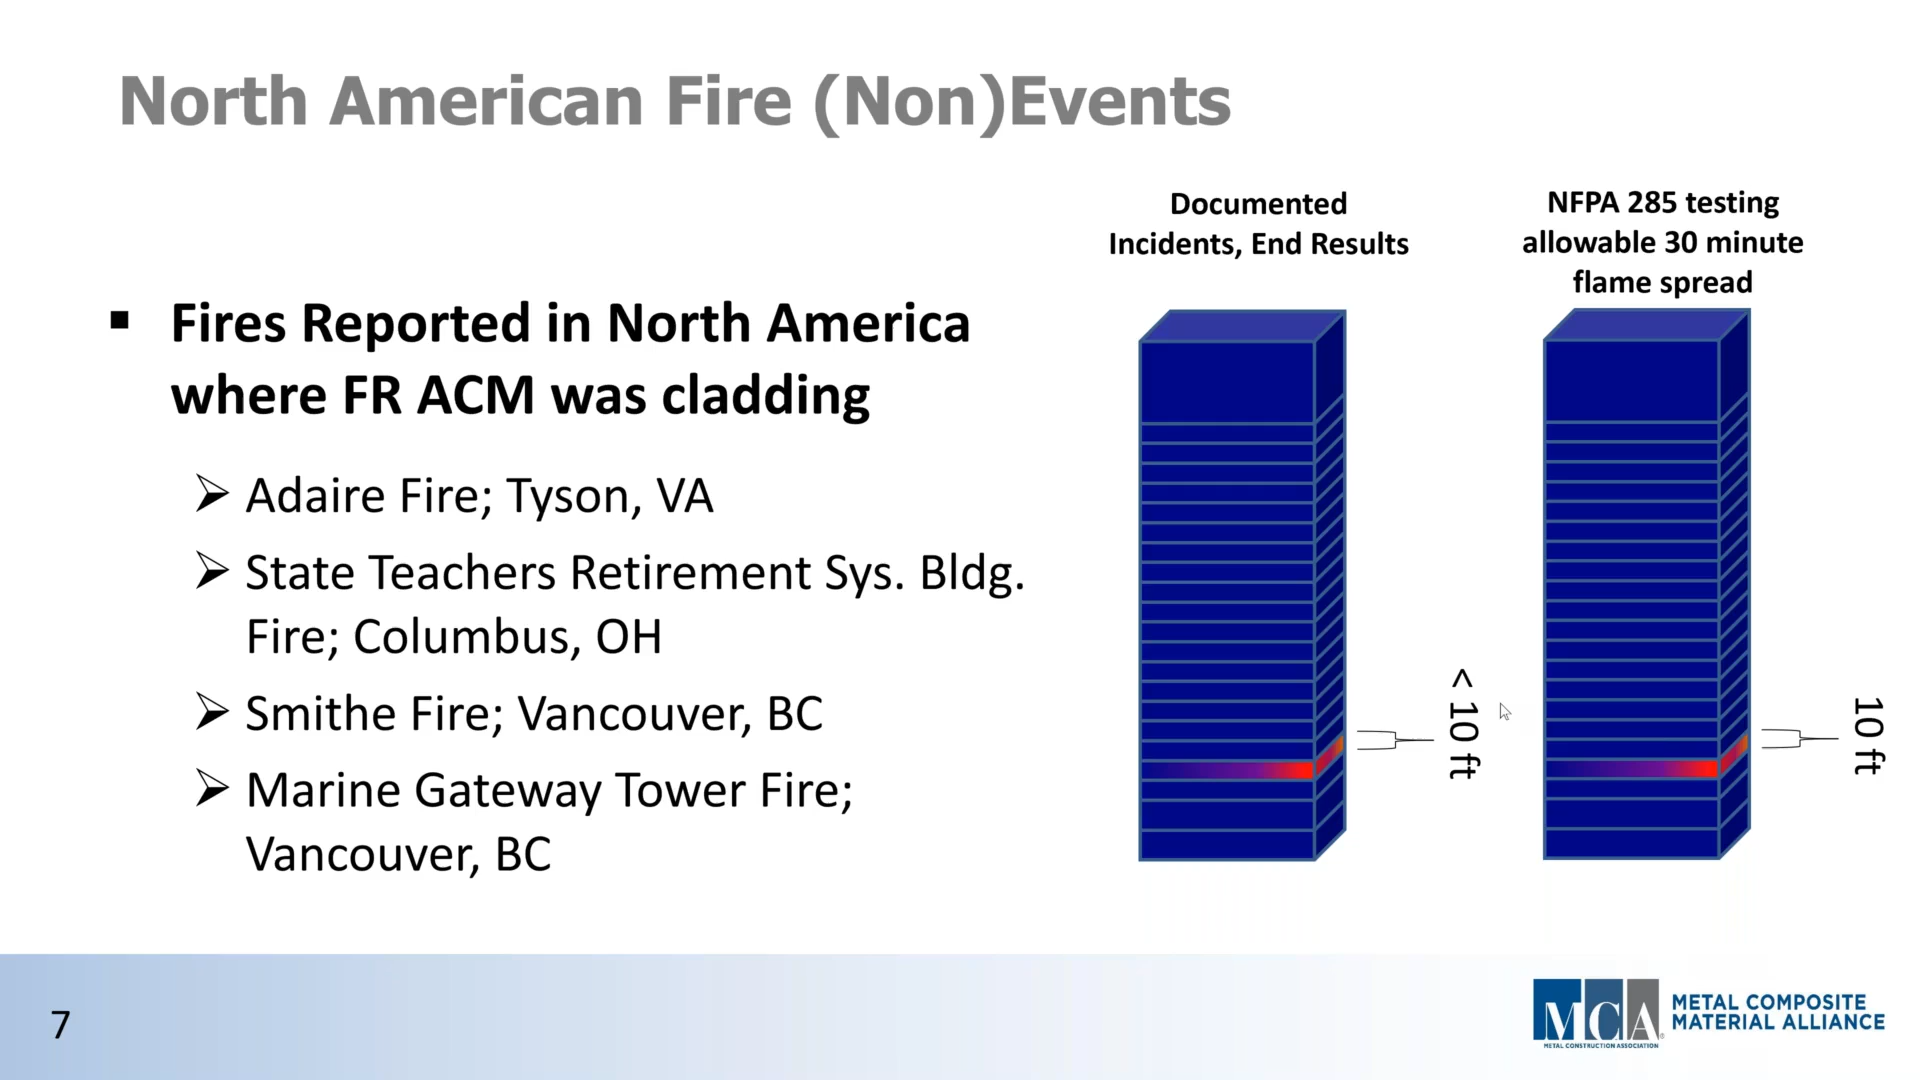 North American Fire (Non)Events
Documented
Incidents, End Results
NFPA 285 testing
allowable 30 minute
flame spread
▪ Fires Reported in North America
where FR ACM was cladding
➢ Adaire Fire; Tyson, VA
➢ State Teachers Retirement Sys. Bldg.
Fire; Columbus, OH
➢ Smithe Fire; Vancouver, BC
➢ Marine Gateway Tower Fire;
Vancouver, BC
< 10 ft
10 ft
7
MCA
METAL CONSTRUCTION ASSOCIATION
METAL COMPOSITE
MATERIAL ALLIANCE